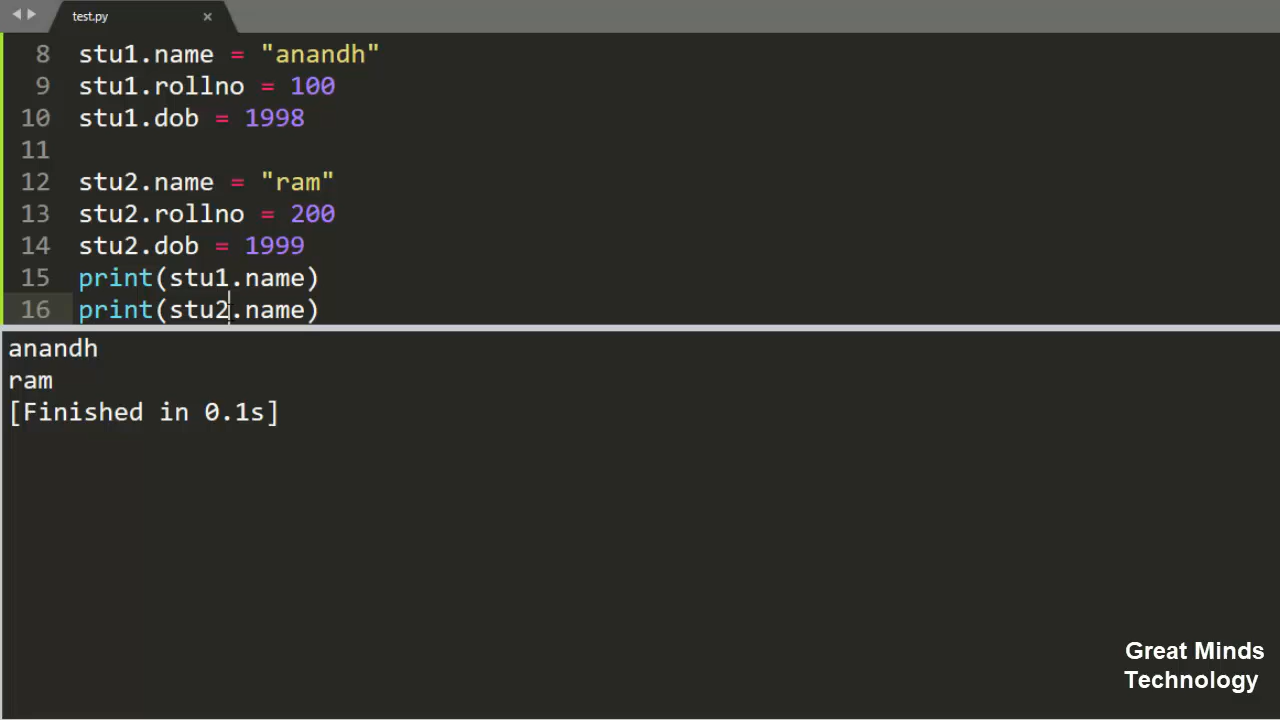 test.py
8 stu1.name = "anandh"
9 stu1.rollno = 100
10 stu1.dob = 1998
11
12 stu2.name = "ram"
13 stu2.rollno = 200
14 stu2.dob = 1999
15 print(stu1.name)
16 print(stu2.name)
anandh
ram
[Finished in 0.1s]
Great Minds
Technology